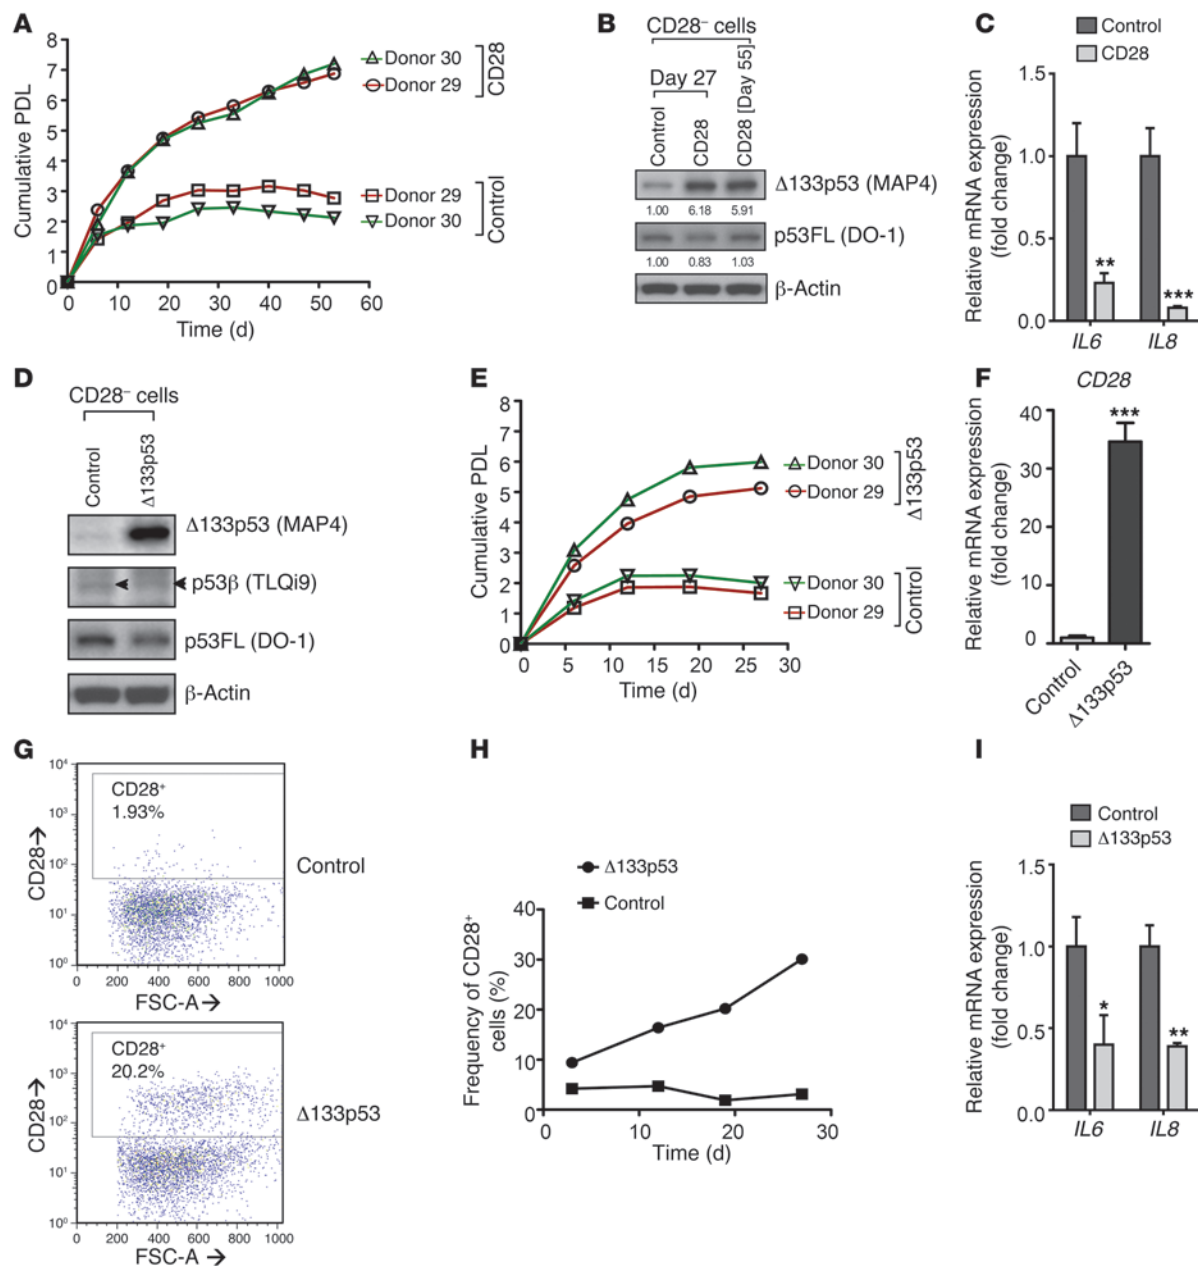 A
8
7
6
5
4
3
2
1
0
Cumulative PDL
0 10 20 30 40 50 60
Time (d)
Donor 30
Donor 29
CD28
Donor 29
Donor 30
Control
B
CD28– cells
Day 27
Control
CD28
CD28 [Day 55]
Δ133p53 (MAP4)
1.00 6.18 5.91
p53FL (DO-1)
1.00 0.83 1.03
β-Actin
C
Control
CD28
Relative mRNA expression
(fold change)
1.5
1.0
0.5
0.0
**
***
IL6 IL8
D
CD28– cells
Control
Δ133p53
Δ133p53 (MAP4)
p53β (TLQi9)
p53FL (DO-1)
β-Actin
E
8
7
6
5
4
3
2
1
0
Cumulative PDL
0 5 10 15 20 25 30
Time (d)
Donor 30
Donor 29
Δ133p53
Donor 30
Donor 29
Control
F
CD28
Relative mRNA expression
(fold change)
40
30
20
10
0
***
Control
Δ133p53
G
10⁴
10³
10²
10¹
10⁰
CD28→
CD28⁺
1.93%
Control
0 200 400 600 800 1000
FSC-A →
10⁴
10³
10²
10¹
10⁰
CD28→
CD28⁺
20.2%
Δ133p53
0 200 400 600 800 1000
FSC-A →
H
Δ133p53
Control
Frequency of CD28⁺
cells (%)
40
30
20
10
0
0 10 20 30
Time (d)
I
Control
Δ133p53
Relative mRNA expression
(fold change)
1.5
1.0
0.5
0.0
*
**
IL6 IL8